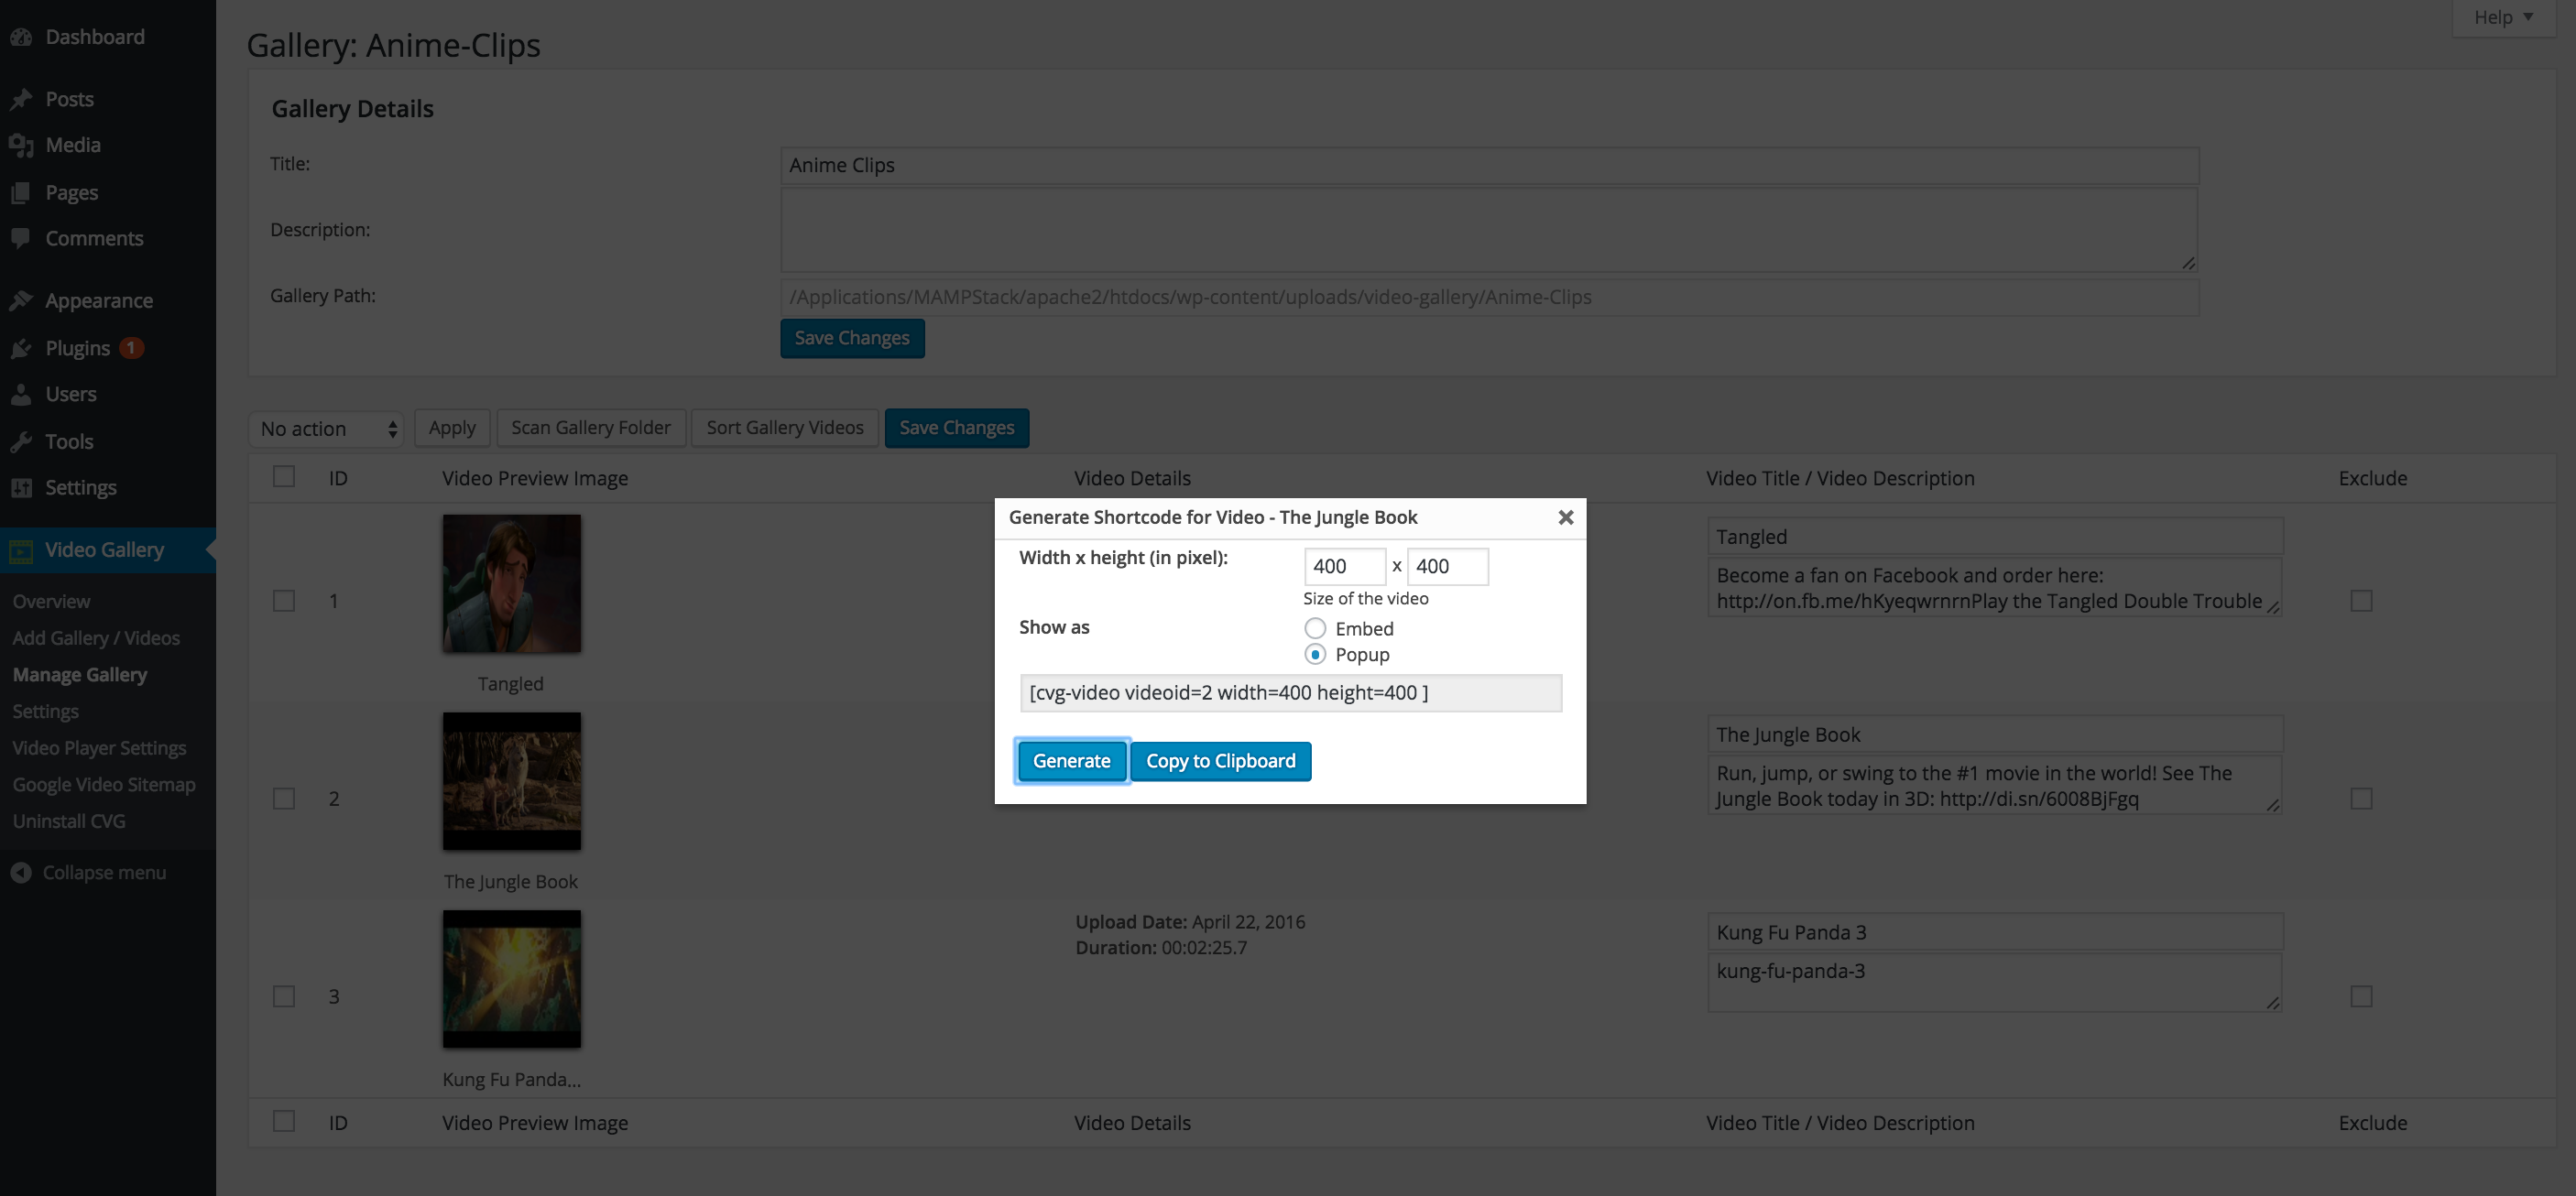 Dashboard
Posts
Media
Pages
Comments
Appearance
Plugins 1
Users
Tools
Settings
Video Gallery
Overview
Add Gallery / Videos
Manage Gallery
Settings
Video Player Settings
Google Video Sitemap
Uninstall CVG
Collapse menu
Help
Gallery: Anime-Clips
Gallery Details
Title:
Anime Clips
Description:
Gallery Path:
/Applications/MAMPStack/apache2/htdocs/wp-content/uploads/video-gallery/Anime-Clips
Save Changes
No action Apply Scan Gallery Folder Sort Gallery Videos Save Changes
ID Video Preview Image Video Details Video Title / Video Description Exclude
1
Tangled
Tangled
Become a fan on Facebook and order here:
http://on.fb.me/hKyeqwrnrnPlay the Tangled Double Trouble
Generate Shortcode for Video - The Jungle Book
Width x height (in pixel):
400 x 400
Size of the video
Show as
Embed
Popup
[cvg-video videoid=2 width=400 height=400 ]
Generate Copy to Clipboard
2
The Jungle Book
The Jungle Book
Run, jump, or swing to the #1 movie in the world! See The
Jungle Book today in 3D: http://di.sn/6008BjFgq
3
Kung Fu Panda...
Upload Date: April 22, 2016
Duration: 00:02:25.7
Kung Fu Panda 3
kung-fu-panda-3
ID Video Preview Image Video Details Video Title / Video Description Exclude